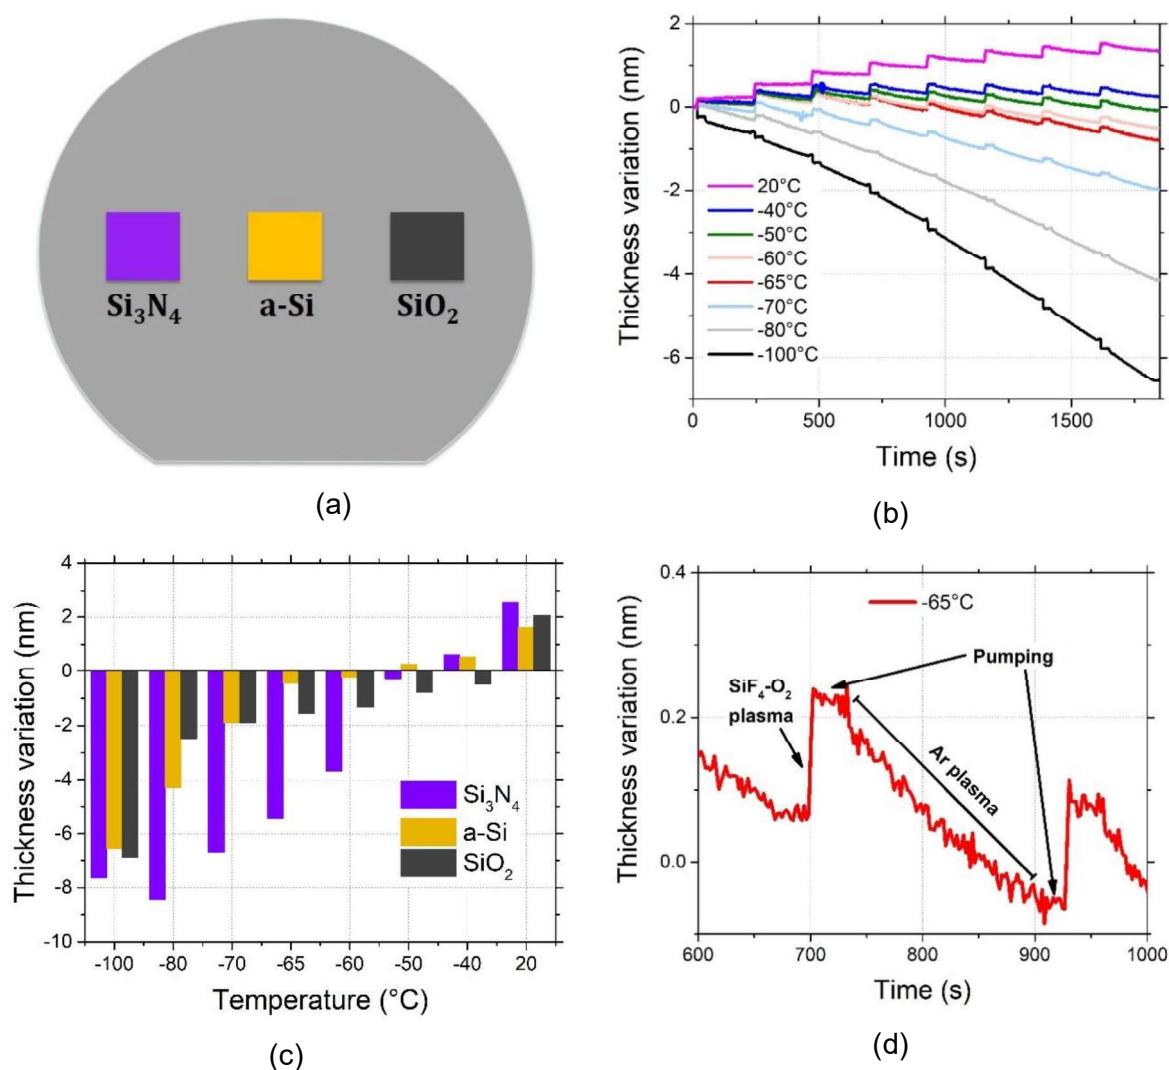 Si₃N₄
a-Si
SiO₂
(a)
Thickness variation (nm)
2
0
-2
-4
-6
20°C
-40°C
-50°C
-60°C
-65°C
-70°C
-80°C
-100°C
0
500
1000
1500
Time (s)
(b)
Thickness variation (nm)
4
2
0
-2
-4
-6
-8
-10
Si₃N₄
a-Si
SiO₂
-100
-80
-70
-65
-60
-50
-40
20
Temperature (°C)
(c)
Thickness variation (nm)
0.4
0.2
0.0
-65°C
Pumping
SiF₄-O₂
plasma
Ar plasma
600
700
800
900
1000
Time (s)
(d)